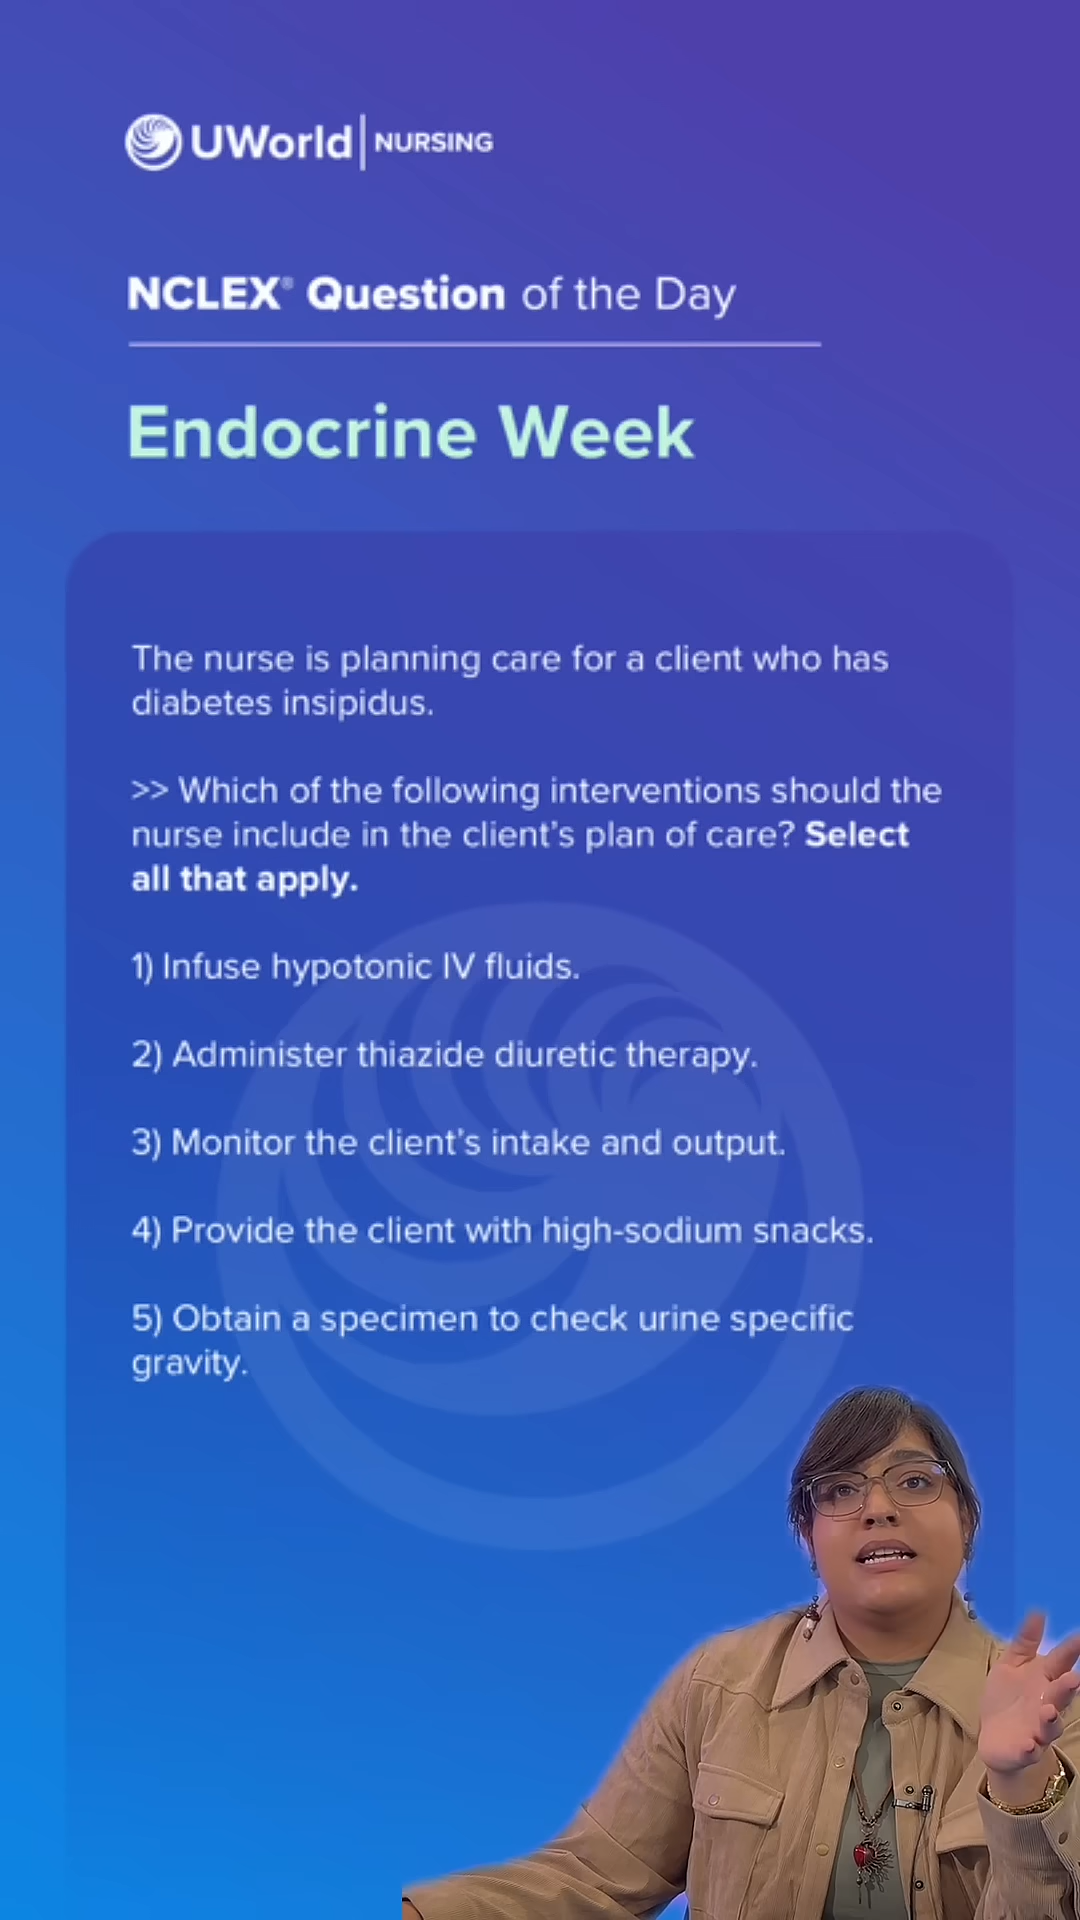 UWorld | NURSING
NCLEX® Question of the Day
Endocrine Week
The nurse is planning care for a client who has
diabetes insipidus.
>> Which of the following interventions should the
nurse include in the client's plan of care? Select
all that apply.
1) Infuse hypotonic IV fluids.
2) Administer thiazide diuretic therapy.
3) Monitor the client's intake and output.
4) Provide the client with high-sodium snacks.
5) Obtain a specimen to check urine specific
gravity.